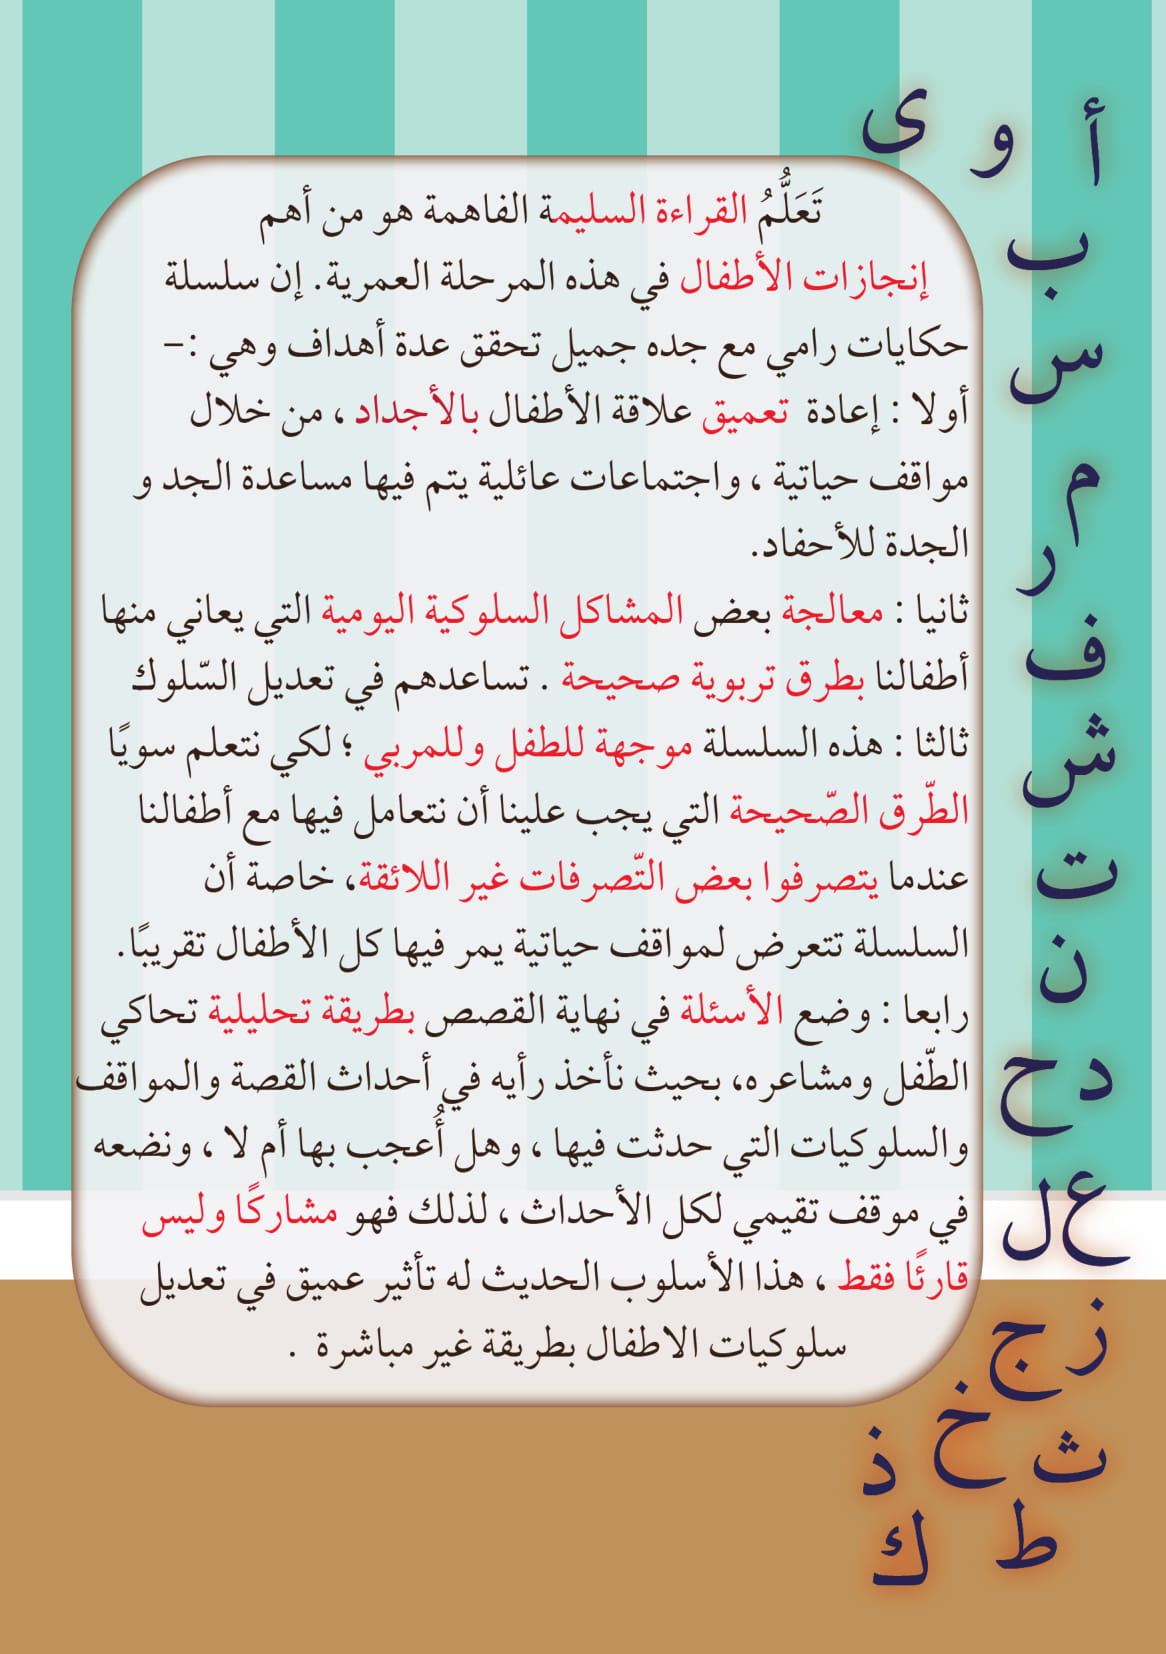 أ و ى
تَعَلُّمُ القراءة السليمة الفاهمة هو من أهم
إنجازات الأطفال في هذه المرحلة العمرية. إن سلسلة
حكايات رامي مع جده جميل تحقق عدة أهداف وهي :-
أولا : إعادة تعميق علاقة الأطفال بالأجداد ، من خلال
مواقف حياتية ، واجتماعات عائلية يتم فيها مساعدة الجد و
الجدة للأحفاد.
ثانيا : معالجة بعض المشاكل السلوكية اليومية التي يعاني منها
أطفالنا بطرق تربوية صحيحة . تساعدهم في تعديل السّلوك
ثالثا : هذه السلسلة موجهة للطفل وللمربي ؛ لكي نتعلم سويًا
الطّرق الصّحيحة التي يجب علينا أن نتعامل فيها مع أطفالنا
عندما يتصرفوا بعض التّصرفات غير اللائقة، خاصة أن
السلسلة تتعرض لمواقف حياتية يمر فيها كل الأطفال تقريبًا.
رابعا : وضع الأسئلة في نهاية القصص بطريقة تحليلية تحاكي
الطّفل ومشاعره، بحيث نأخذ رأيه في أحداث القصة والمواقف
والسلوكيات التي حدثت فيها ، وهل أُعجب بها أم لا ، ونضعه
في موقف تقيمي لكل الأحداث ، لذلك فهو مشاركًا وليس
قارئًا فقط ، هذا الأسلوب الحديث له تأثير عميق في تعديل
سلوكيات الاطفال بطريقة غير مباشرة .
ب
س
م
ر
ف
ش
ت
ن
د ح
ع ل
ز ج
ث خ ذ
ط ك